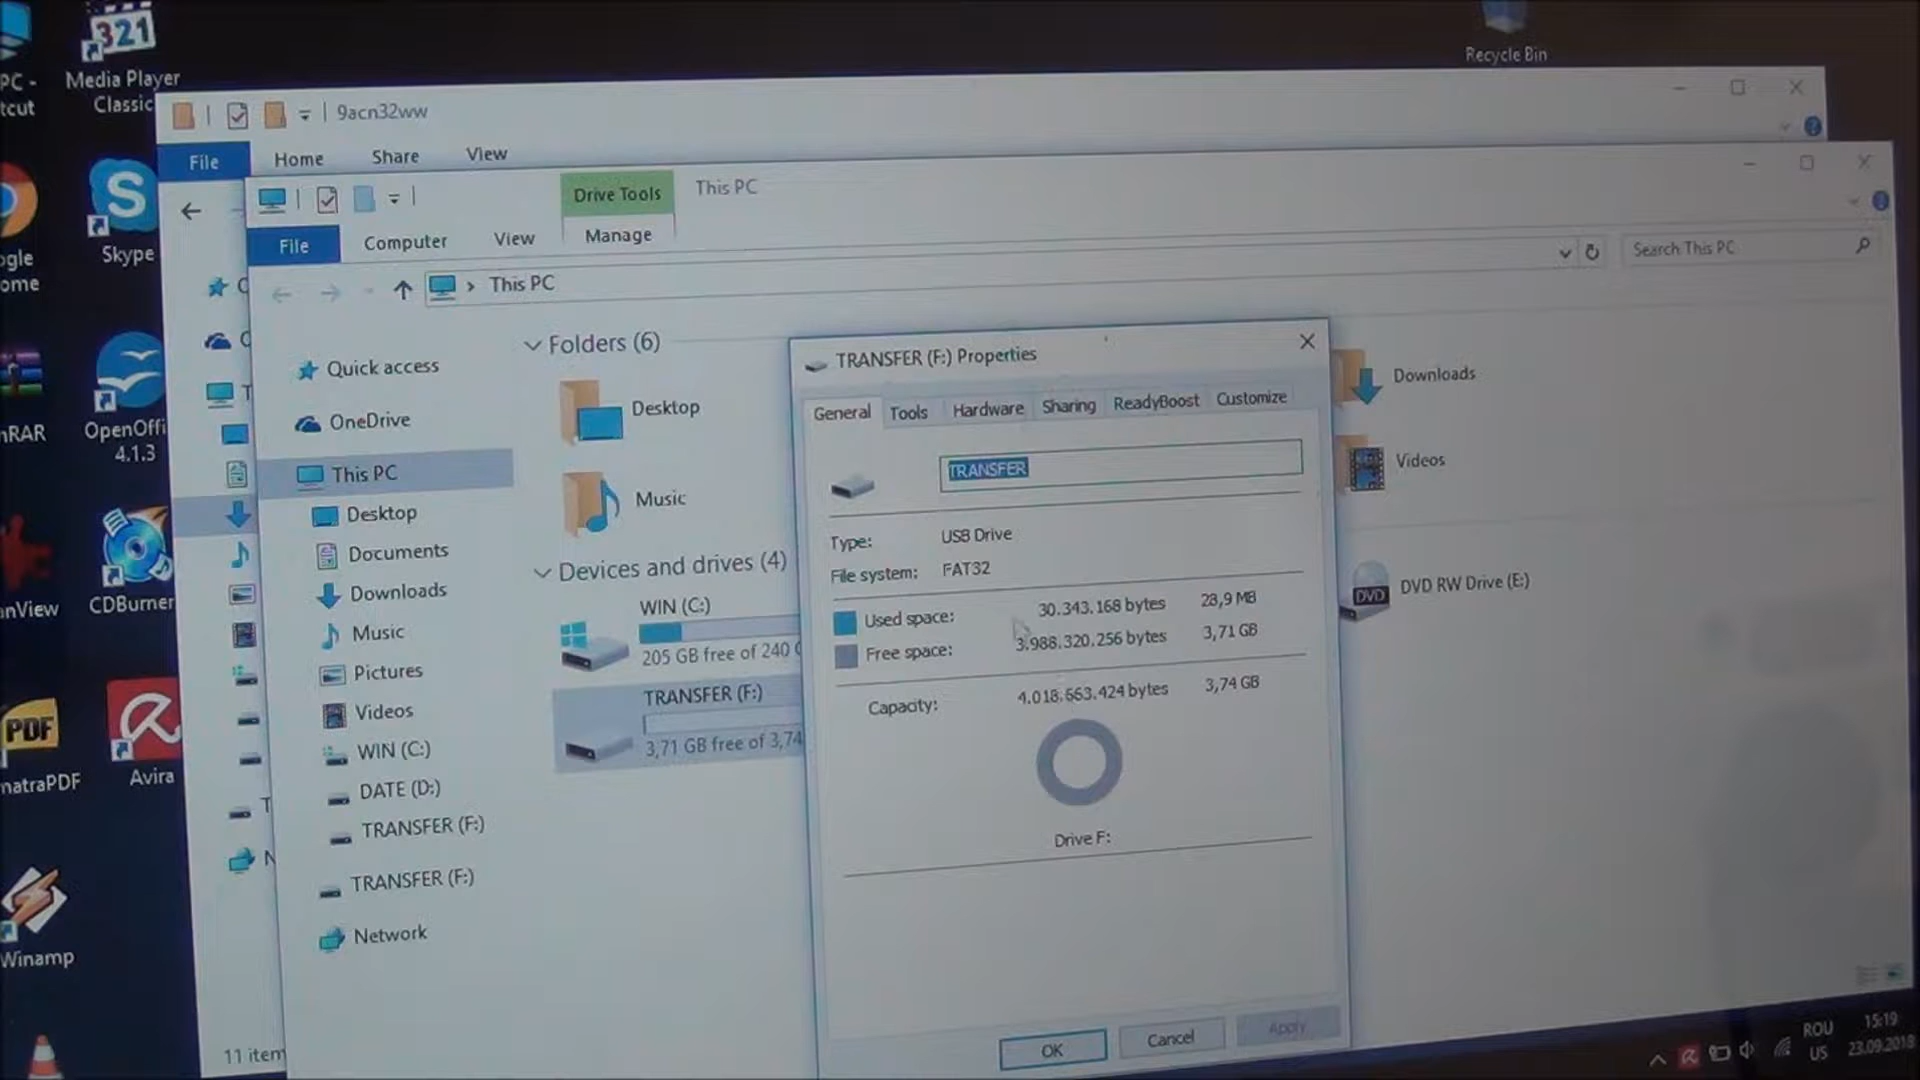 321
Recycle Bin
PC -
tcut
Media Player
Classic
9acn32ww
File
Home
Share
View
Drive Tools
This PC
File
Computer
View
Manage
Skype
ogle
ome
This PC
Search This PC
Folders (6)
Quick access
OneDrive
This PC
Desktop
Documents
Downloads
Music
Pictures
Videos
WIN (C:)
DATE (D:)
TRANSFER (F:)
TRANSFER (F:)
Network
Desktop
Music
Downloads
Videos
Devices and drives (4)
WIN (C:)
205 GB free of 240 G
TRANSFER (F:)
3,71 GB free of 3,74
DVD
DVD RW Drive (E:)
TRANSFER (F:) Properties
General
Tools
Hardware
Sharing
ReadyBoost
Customize
TRANSFER
Type:
USB Drive
File system:
FAT32
Used space:
30.343.168 bytes
28,9 MB
Free space:
3.988.320.256 bytes
3,71 GB
Capacity:
4.018.663.424 bytes
3,74 GB
Drive F:
OK
Cancel
Apply
nRAR
OpenOffi
4.1.3
anView
CDBurner
PDF
matraPDF
Avira
Winamp
11 item
ROU
US
15:19
23.09.2018